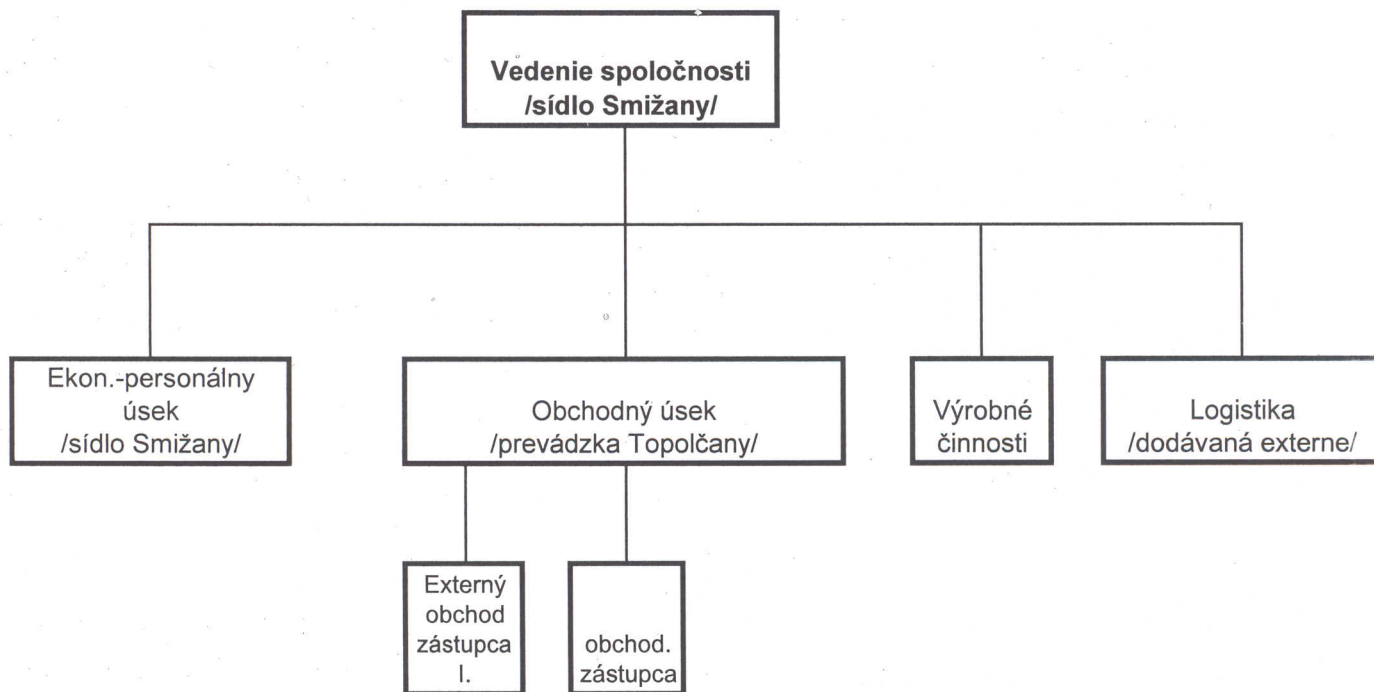 Vedenie spoločnosti
/sídlo Smižany/
Ekon.-personálny
úsek
/sídlo Smižany/
Obchodný úsek
/prevádzka Topolčany/
Výrobné
činnosti
Logistika
/dodávaná externe/
Externý
obchod
zástupca
I.
obchod.
zástupca